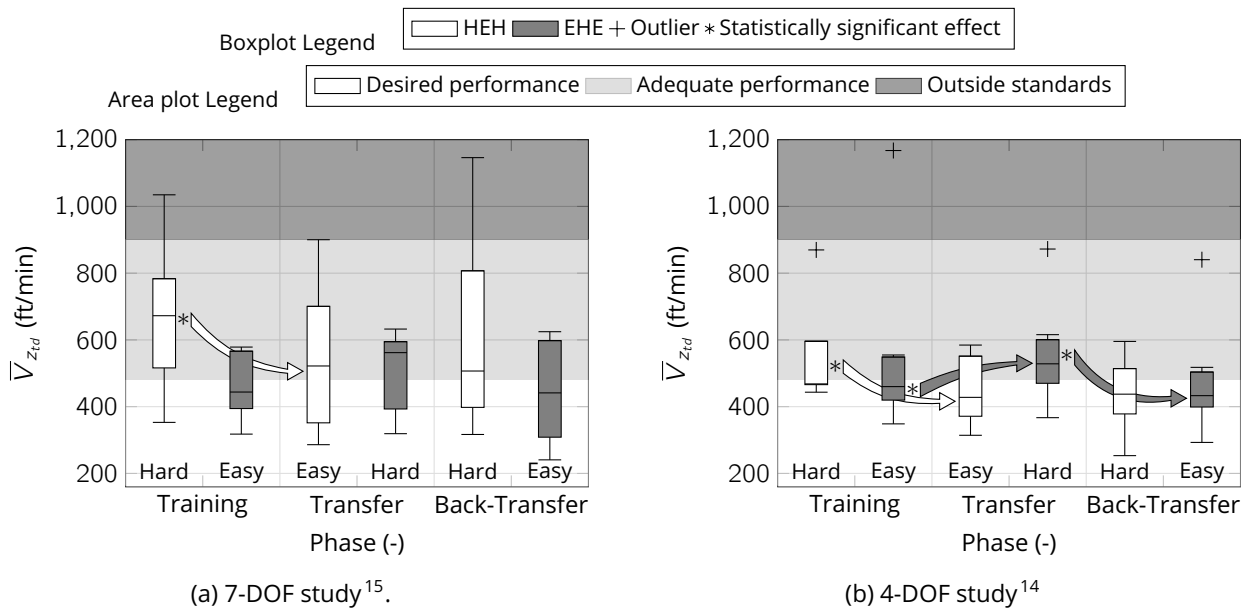 Boxplot Legend
HEH EHE + Outlier * Statistically significant effect
Area plot Legend
Desired performance Adequate performance Outside standards
1,200
1,000
800
600
400
200
V̅ z_td (ft/min)
*
Hard Easy Easy Hard Hard Easy
Training Transfer Back-Transfer
Phase (-)
(a) 7-DOF study 15.
1,200
1,000
800
600
400
200
V̅ z_td (ft/min)
* * *
Hard Easy Easy Hard Hard Easy
Training Transfer Back-Transfer
Phase (-)
(b) 4-DOF study 14